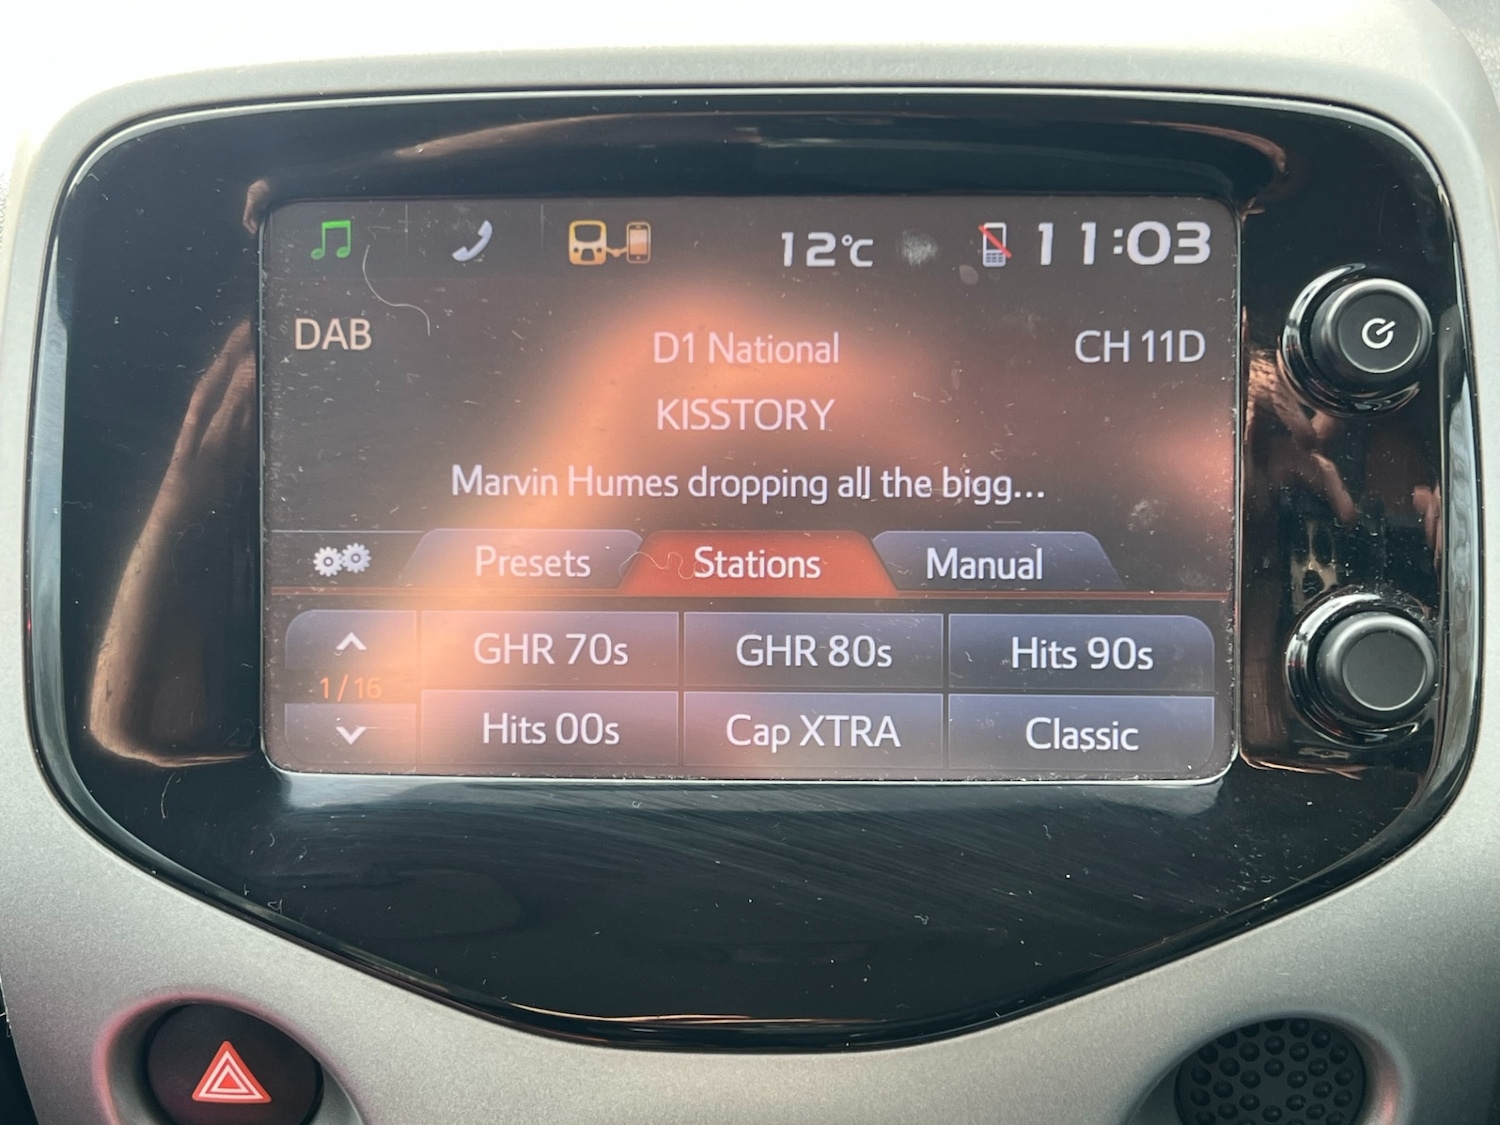 12°C 11:03
DAB D1 National CH 11D
KISSTORY
Marvin Humes dropping all the bigg...
Presets Stations Manual
GHR 70s GHR 80s Hits 90s
1/16
Hits 00s Cap XTRA Classic